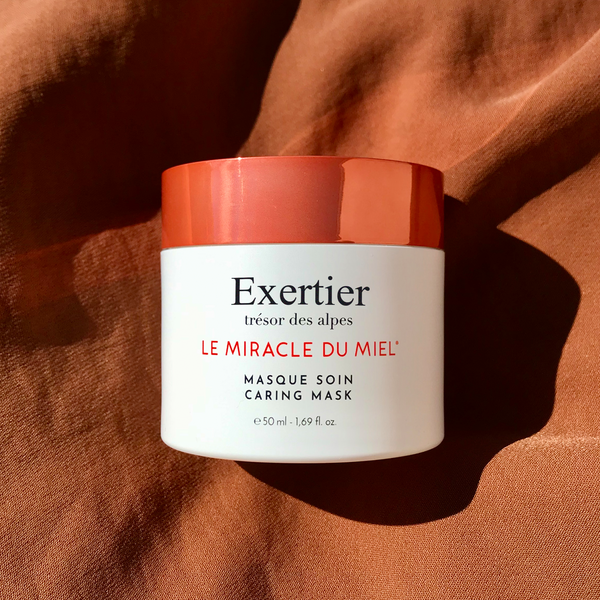 Exertier
trésor des alpes
LE MIRACLE DU MIEL®
MASQUE SOIN
CARING MASK
℮ 50 ml - 1,69 fl. oz.